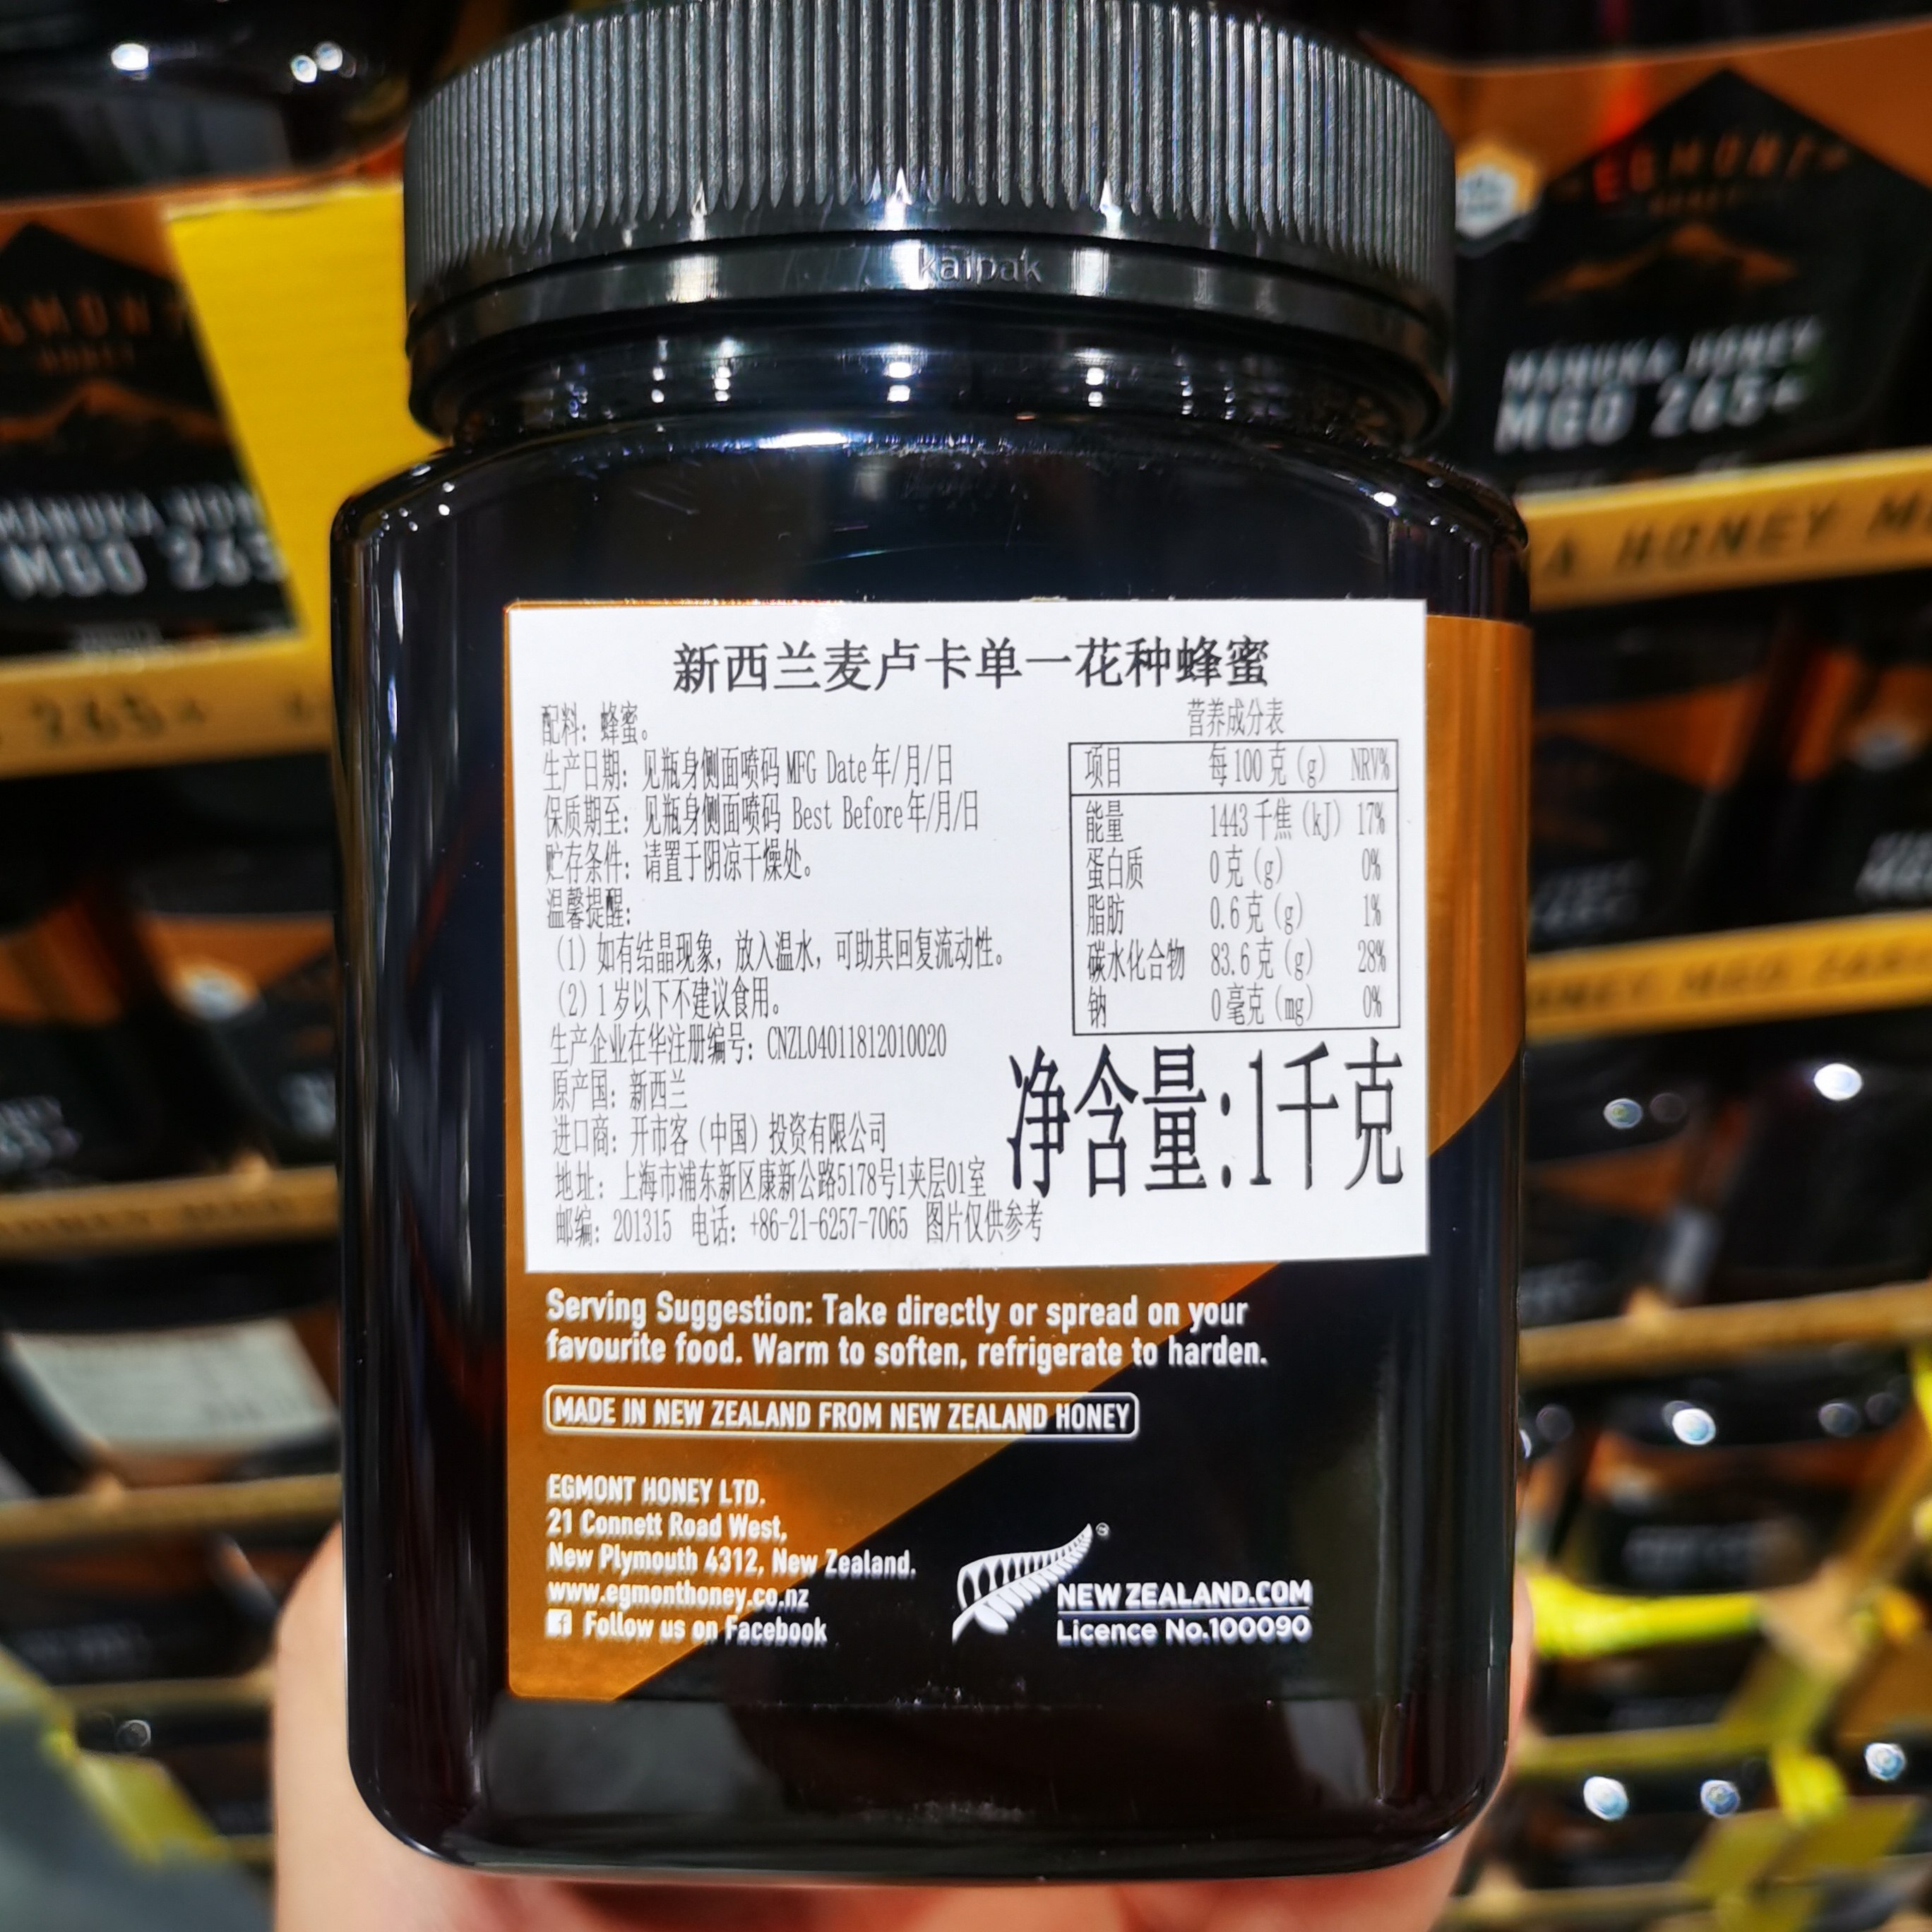 kaipak
EGMONT
MANUKA HONEY
MGO 265+
MANUKA
MGO 265
265+
A HONEY M
新西兰麦卢卡单一花种蜂蜜
配料: 蜂蜜。
生产日期: 见瓶身侧面喷码 MFG Date 年/月/日
保质期至: 见瓶身侧面喷码 Best Before 年/月/日
贮存条件: 请置于阴凉干燥处。
温馨提醒:
(1) 如有结晶现象, 放入温水, 可助其回复流动性。
(2) 1岁以下不建议食用。
生产企业在华注册编号: CNZL04011812010020
原产国: 新西兰
进口商: 开市客 (中国) 投资有限公司
地址: 上海市浦东新区康新公路5178号1夹层01室
邮编: 201315 电话: +86-21-6257-7065 图片仅供参考
营养成分表
项目 每100克 (g) NRV%
能量 1443千焦 (kJ) 17%
蛋白质 0克 (g) 0%
脂肪 0.6克 (g) 1%
碳水化合物 83.6克 (g) 28%
钠 0毫克 (mg) 0%
净含量:1千克
Serving Suggestion: Take directly or spread on your
favourite food. Warm to soften, refrigerate to harden.
MADE IN NEW ZEALAND FROM NEW ZEALAND HONEY
EGMONT HONEY LTD.
21 Connett Road West,
New Plymouth 4312, New Zealand.
www.egmonthoney.co.nz
Follow us on Facebook
NEW ZEALAND.COM
Licence No.100090